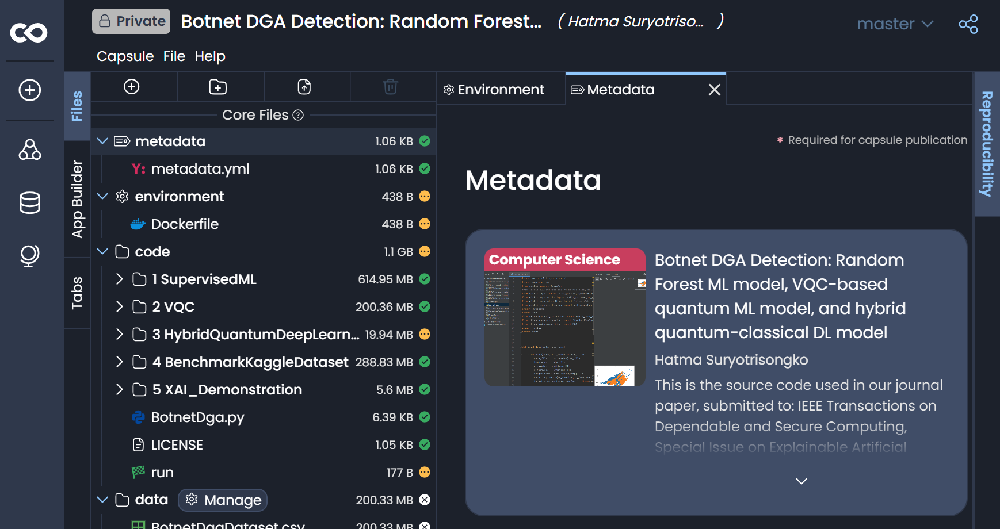 Private Botnet DGA Detection: Random Forest... ( Hatma Suryotriso... ) master
Capsule File Help
Files
App Builder
Tabs
Core Files
metadata 1.06 KB
metadata.yml 1.06 KB
environment 438 B
Dockerfile 438 B
code 1.1 GB
1 SupervisedML 614.95 MB
2 VQC 200.36 MB
3 HybridQuantumDeepLearn... 19.94 MB
4 BenchmarkKaggleDataset 288.83 MB
5 XAI_Demonstration 5.6 MB
BotnetDga.py 6.39 KB
LICENSE 1.05 KB
run 177 B
data Manage 200.33 MB
BotnetDgaDataset.csv 200.33 MB
Environment Metadata
* Required for capsule publication
Metadata
Computer Science
Botnet DGA Detection: Random
Forest ML model, VQC-based
quantum ML model, and hybrid
quantum-classical DL model
Hatma Suryotrisongko
This is the source code used in our journal
paper, submitted to: IEEE Transactions on
Dependable and Secure Computing,
Special Issue on Explainable Artificial
Reproducibility